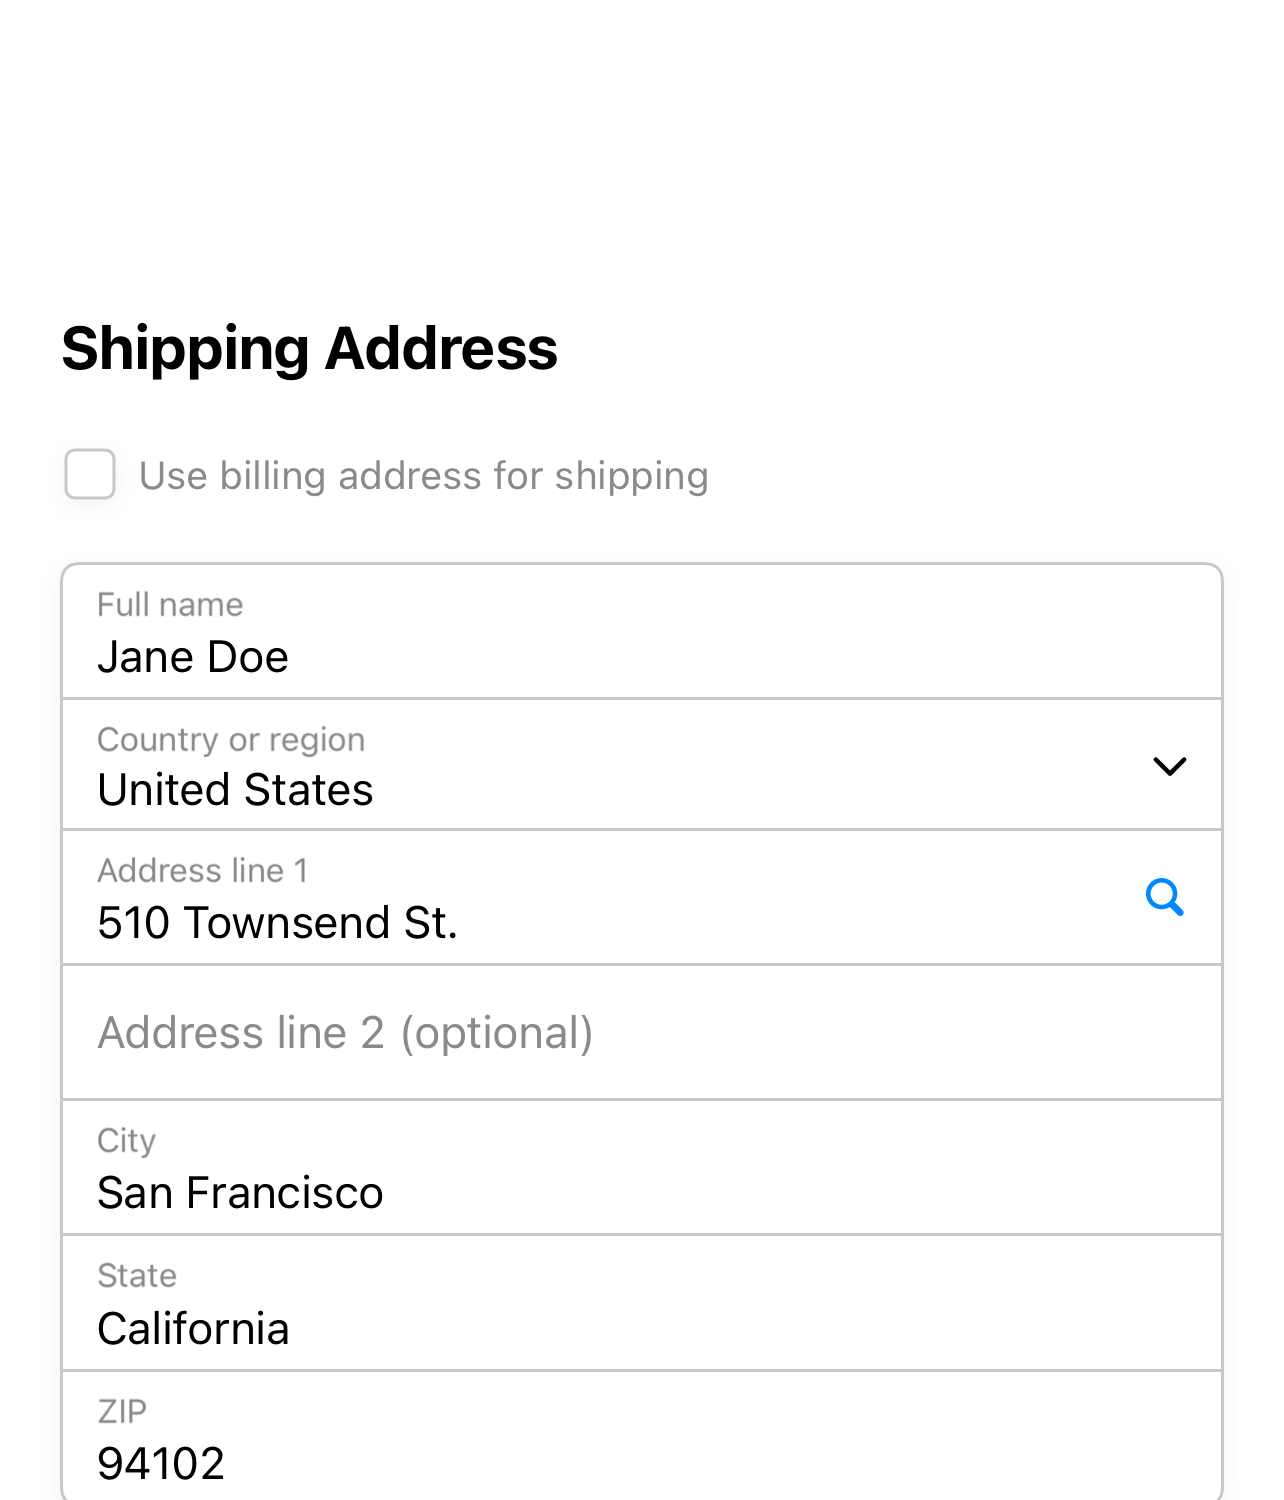 Shipping Address
Use billing address for shipping
Full name
Jane Doe
Country or region
United States
Address line 1
510 Townsend St.
Address line 2 (optional)
City
San Francisco
State
California
ZIP
94102